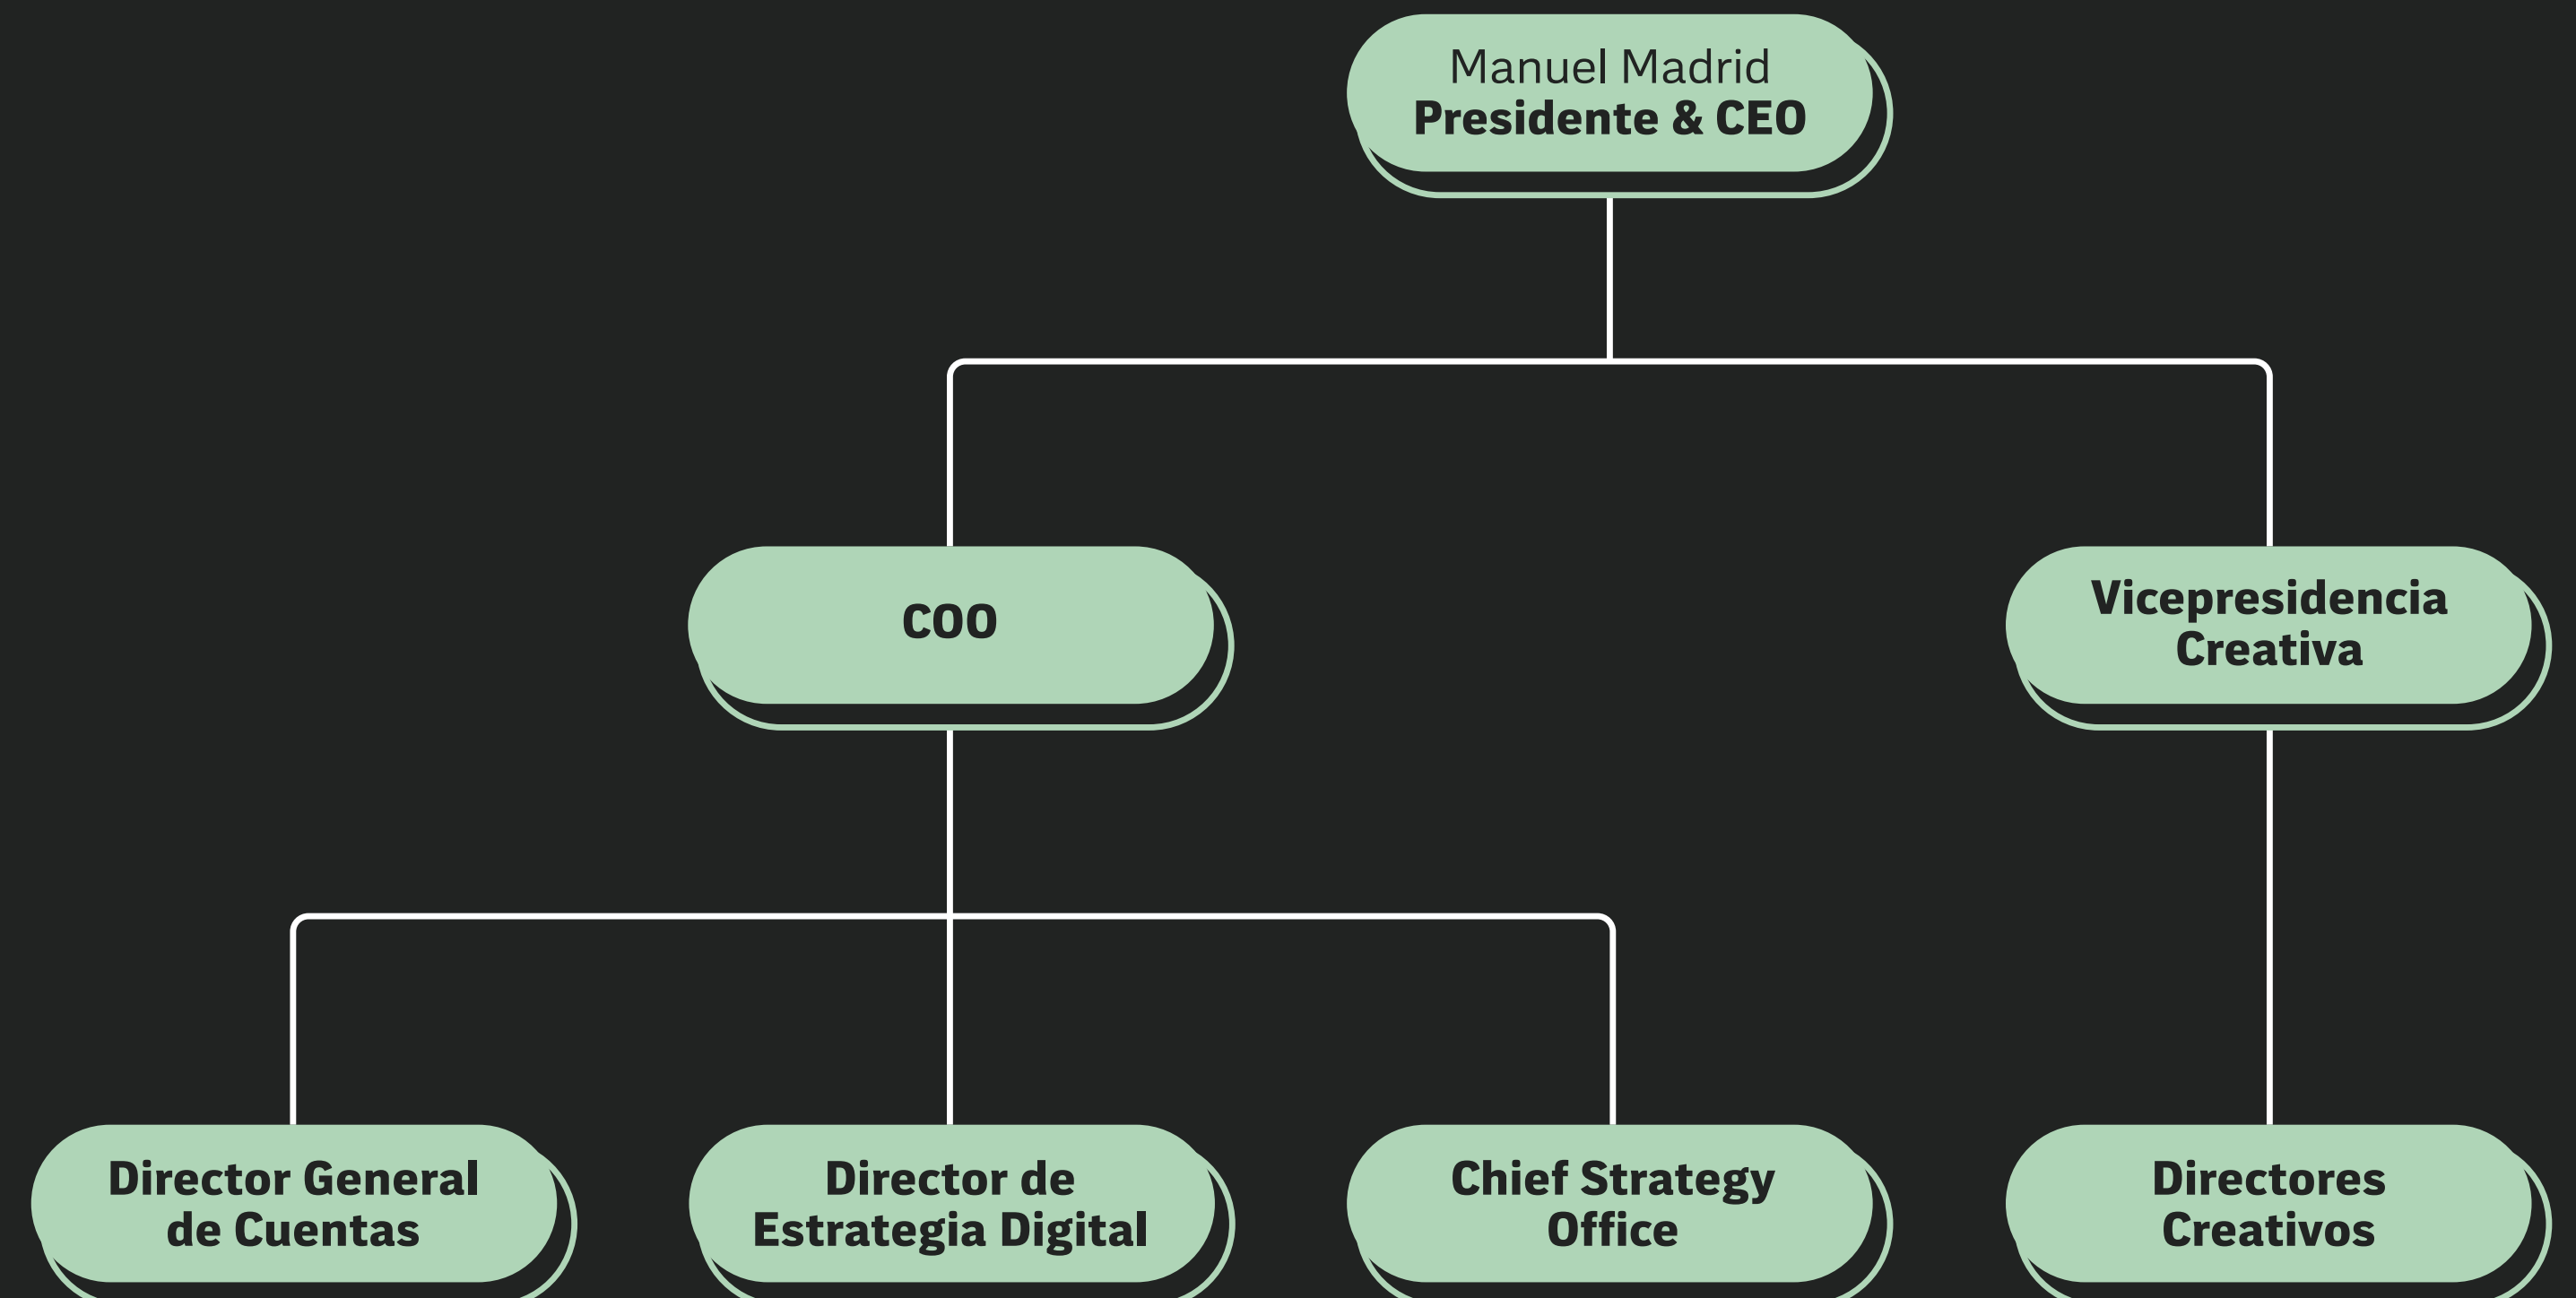 Manuel Madrid
Presidente & CEO
COO
Vicepresidencia
Creativa
Director General
de Cuentas
Director de
Estrategia Digital
Chief Strategy
Office
Directores
Creativos